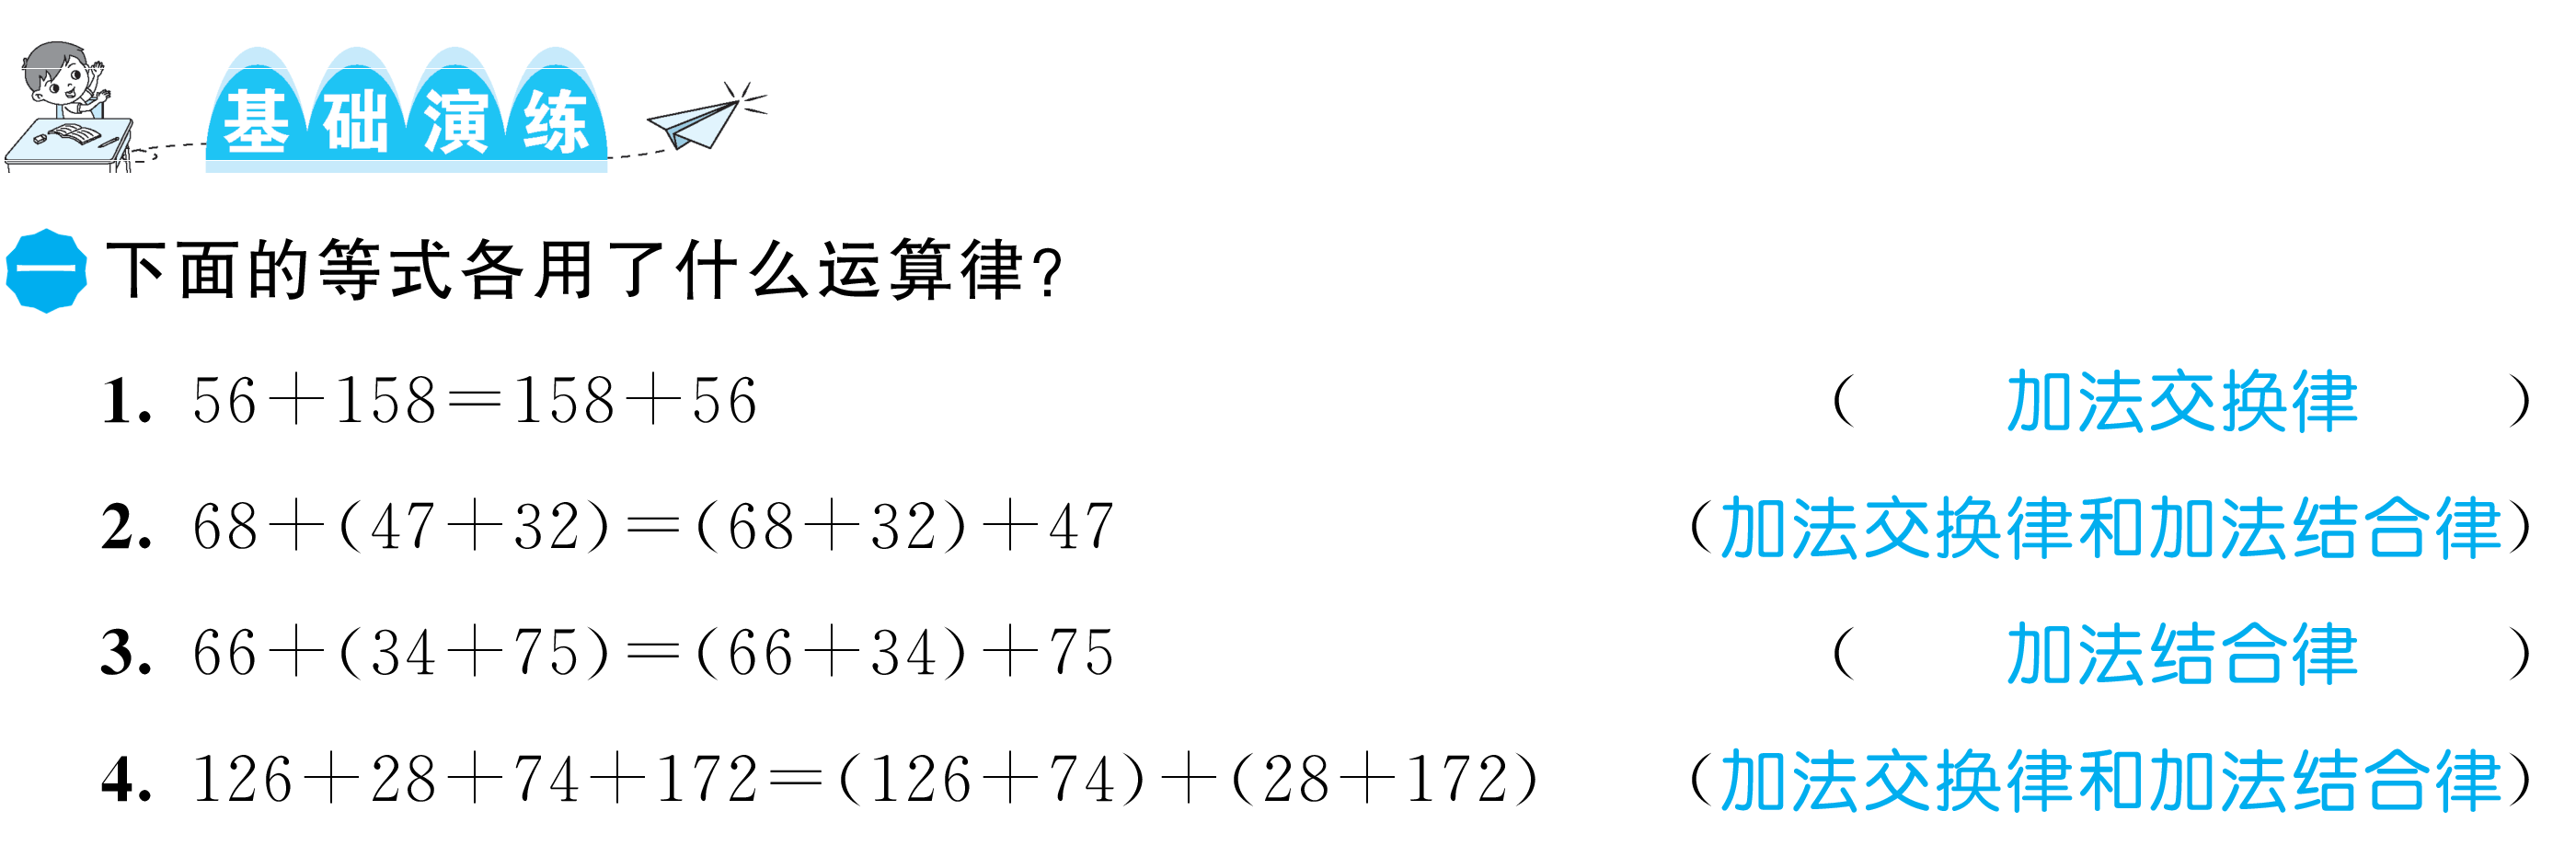 基础演练
一 下面的等式各用了什么运算律?
1. 56+158=158+56 ( 加法交换律 )
2. 68+(47+32)=(68+32)+47 (加法交换律和加法结合律)
3. 66+(34+75)=(66+34)+75 ( 加法结合律 )
4. 126+28+74+172=(126+74)+(28+172) (加法交换律和加法结合律)